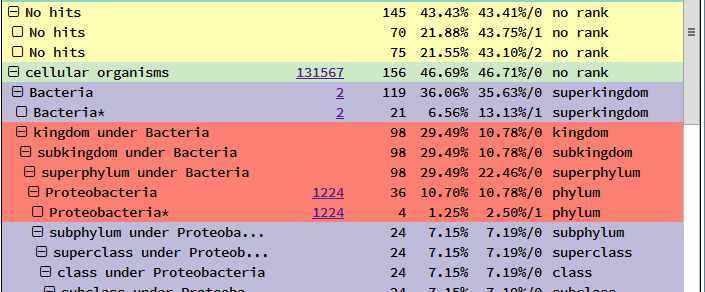 No hits 145 43.43% 43.41%/0 no rank
No hits 70 21.88% 43.75%/1 no rank
No hits 75 21.55% 43.10%/2 no rank
cellular organisms 131567 156 46.69% 46.71%/0 no rank
Bacteria 2 119 36.06% 35.63%/0 superkingdom
Bacteria* 2 21 6.56% 13.13%/1 superkingdom
kingdom under Bacteria 98 29.49% 10.78%/0 kingdom
subkingdom under Bacteria 98 29.49% 10.78%/0 subkingdom
superphylum under Bacteria 98 29.49% 22.46%/0 superphylum
Proteobacteria 1224 36 10.70% 10.78%/0 phylum
Proteobacteria* 1224 4 1.25% 2.50%/1 phylum
subphylum under Proteoba... 24 7.15% 7.19%/0 subphylum
superclass under Proteob... 24 7.15% 7.19%/0 superclass
class under Proteobacteria 24 7.15% 7.19%/0 class
subclass under Proteoba 24 7.15% 7.19%/0 subclass